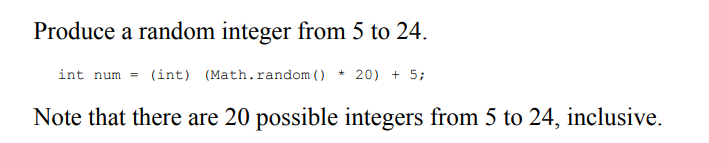 Produce a random integer from 5 to 24.
int num = (int) (Math.random() * 20) + 5;
Note that there are 20 possible integers from 5 to 24, inclusive.